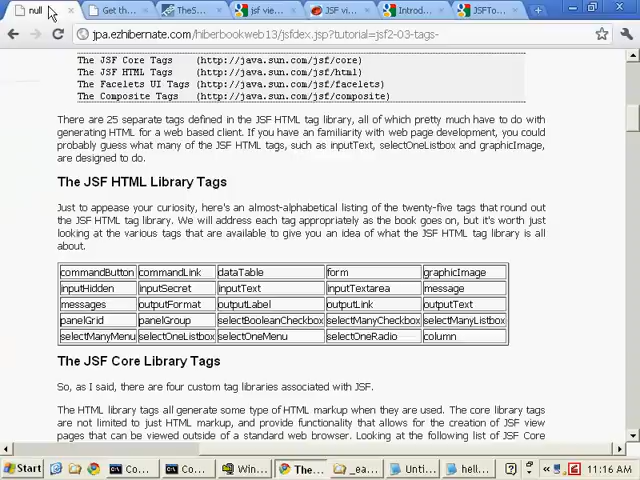 null
Get th
TheS
jsf view
JSF vi
Introd
JSFTo
jpa.ezhibernate.com/hiberbookweb13/jsfdex.jsp?tutorial=jsf2-03-tags-
The JSF Core Tags (http://java.sun.com/jsf/core)
The JSF HTML Tags (http://java.sun.com/jsf/html)
The Facelets UI Tags (http://java.sun.com/jsf/facelets)
The Composite Tags (http://java.sun.com/jsf/composite)
There are 25 separate tags defined in the JSF HTML tag library, all of which pretty much have to do with
generating HTML for a web based client. If you have an familiarity with web page development, you could
probably guess what many of the JSF HTML tags, such as inputText, selectOneListbox and graphicImage,
are designed to do.
The JSF HTML Library Tags
Just to appease your curiosity, here's an almost-alphabetical listing of the twenty-five tags that round out
the JSF HTML tag library. We will address each tag appropriately as the book goes on, but it's worth just
looking at the various tags that are available to give you an idea of what the JSF HTML tag library is all
about.
commandButton commandLink dataTable form graphicImage
inputHidden inputSecret inputText inputTextarea message
messages outputFormat outputLabel outputLink outputText
panelGrid panelGroup selectBooleanCheckbox selectManyCheckbox selectManyListbox
selectManyMenu selectOneListbox selectOneMenu selectOneRadio column
The JSF Core Library Tags
So, as I said, there are four custom tag libraries associated with JSF.
The HTML library tags all generate some type of HTML markup when they are used. The core library tags
are not limited to just HTML markup, and provide functionality that allows for the creation of JSF view
pages that can be viewed outside of a standard web browser. Looking at the following list of JSF Core
Start
Co...
Co...
Win...
The...
_ea...
Unti...
hell...
11:16 AM